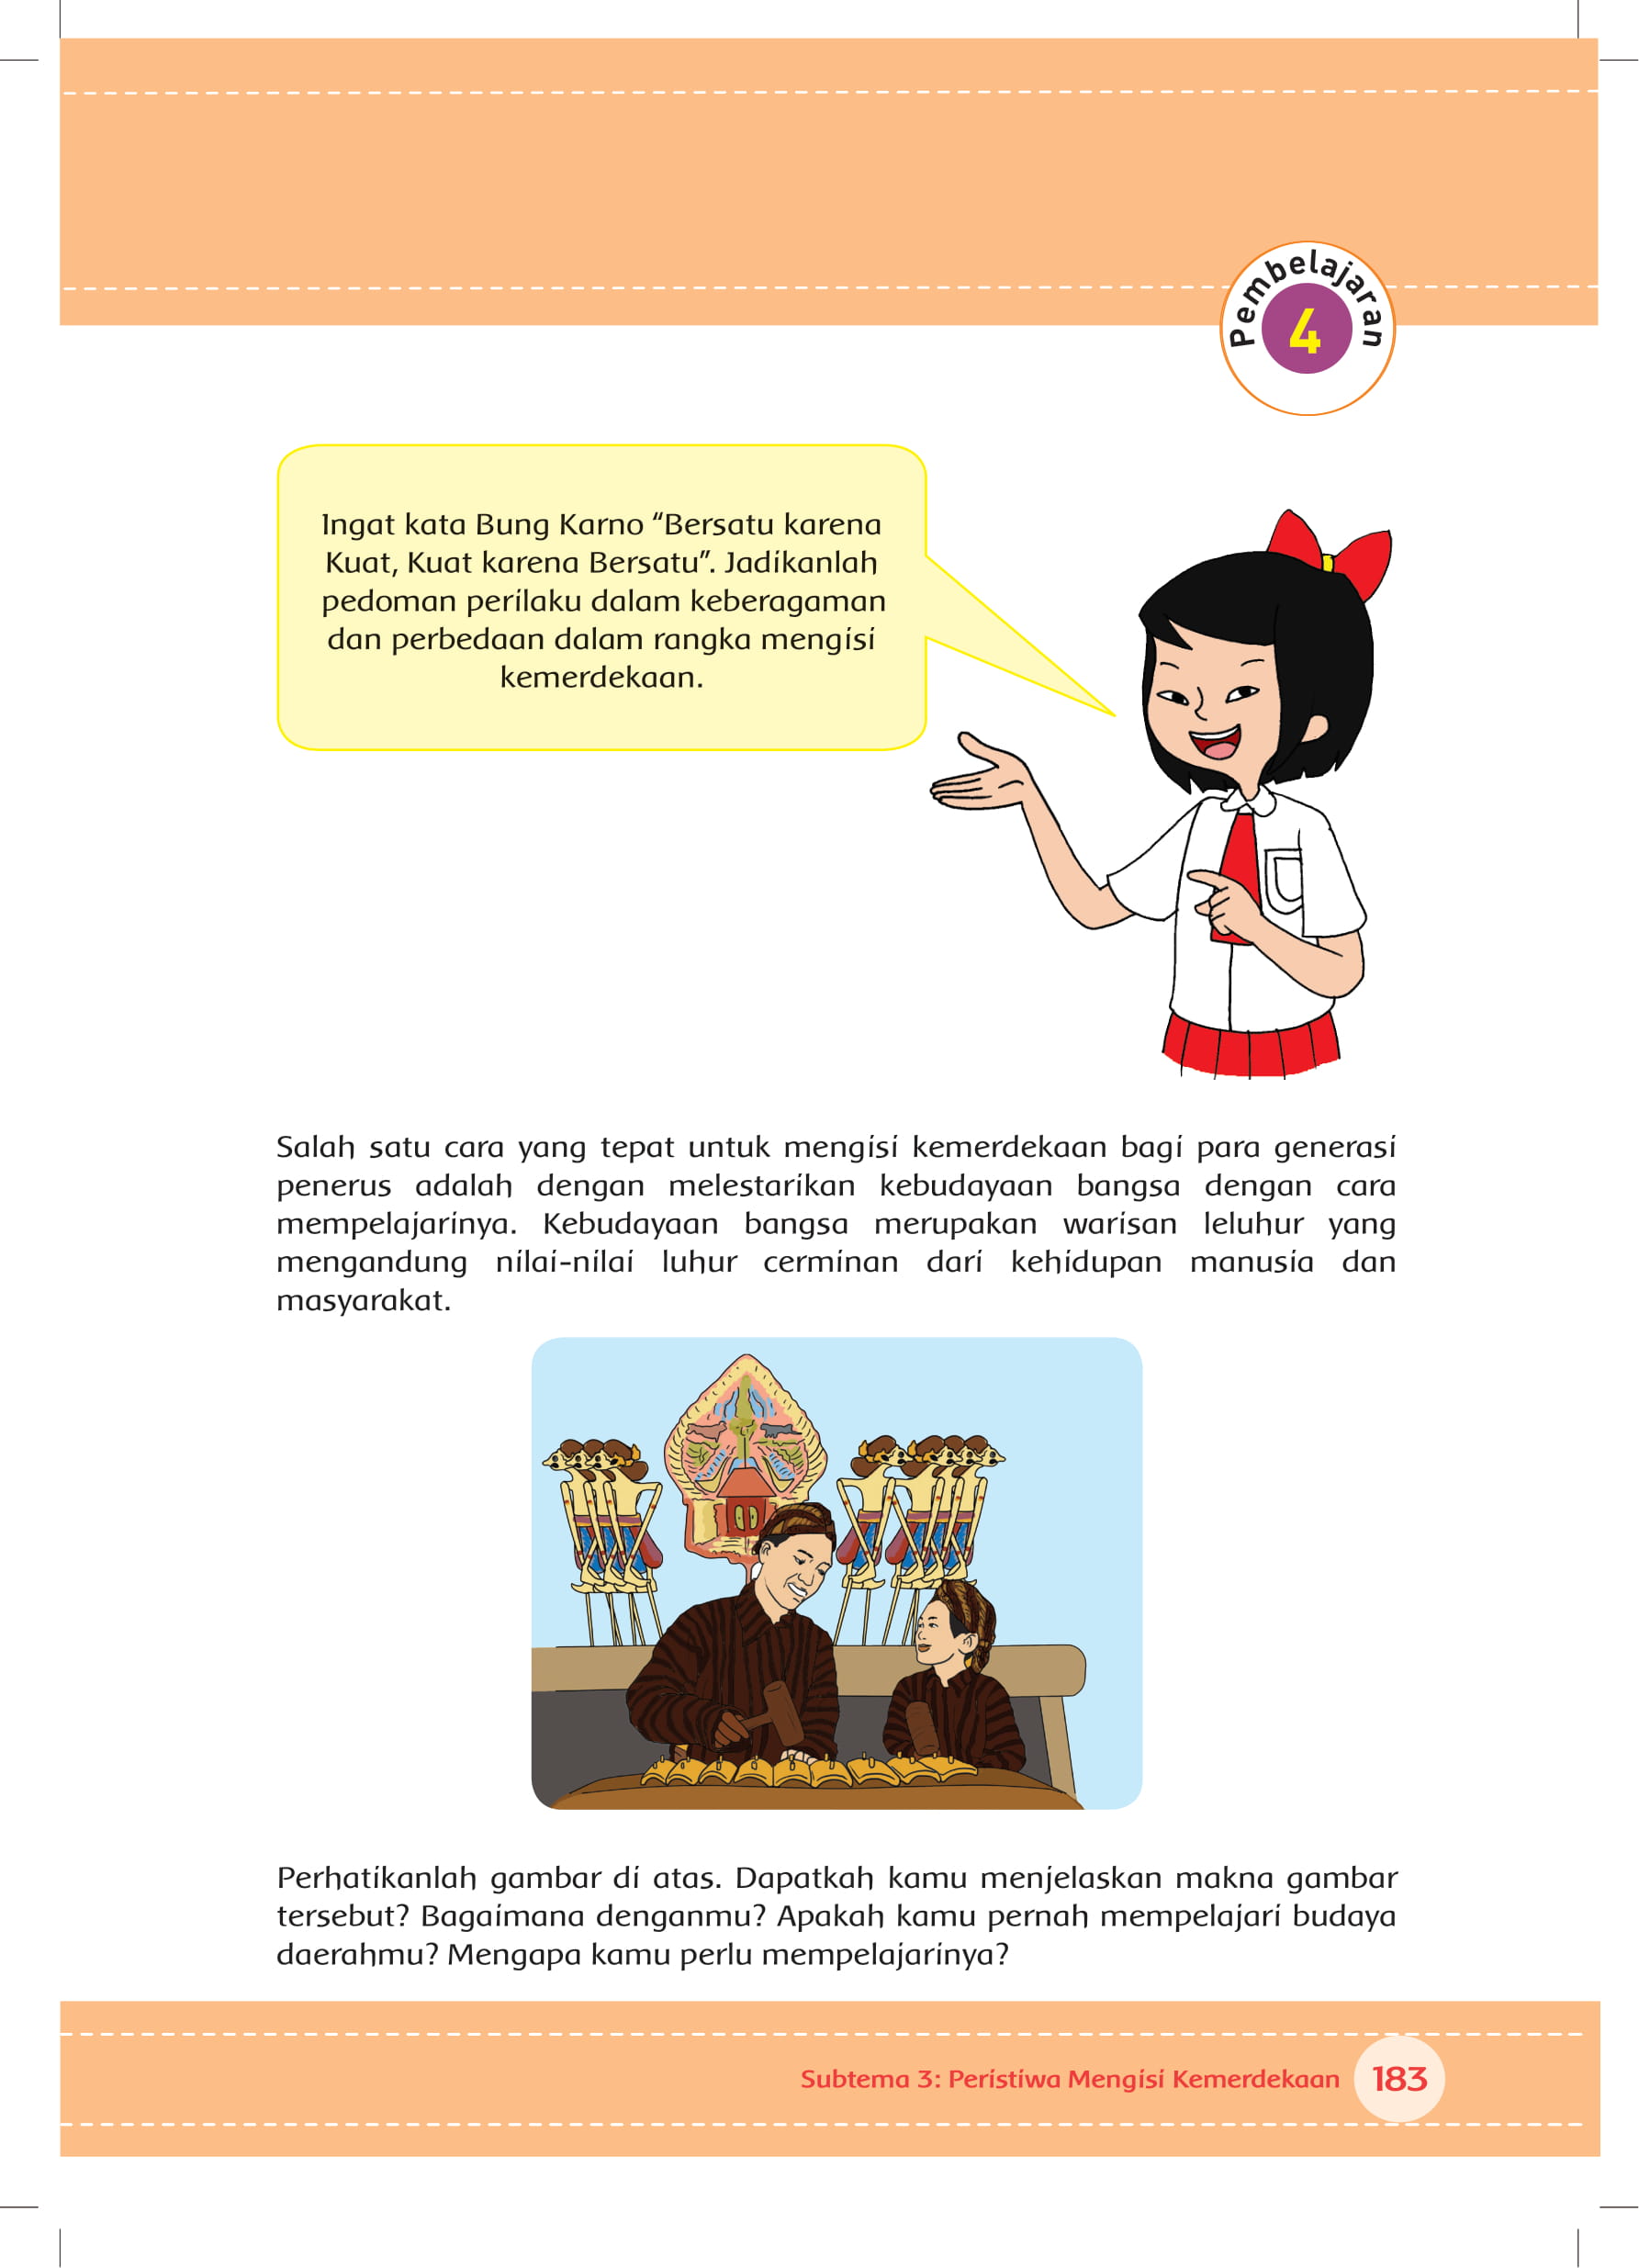 Pembelajaran
4
Ingat kata Bung Karno “Bersatu karena
Kuat, Kuat karena Bersatu”. Jadikanlah
pedoman perilaku dalam keberagaman
dan perbedaan dalam rangka mengisi
kemerdekaan.
Salah satu cara yang tepat untuk mengisi kemerdekaan bagi para generasi
penerus adalah dengan melestarikan kebudayaan bangsa dengan cara
mempelajarinya. Kebudayaan bangsa merupakan warisan leluhur yang
mengandung nilai-nilai luhur cerminan dari kehidupan manusia dan
masyarakat.
Perhatikanlah gambar di atas. Dapatkah kamu menjelaskan makna gambar
tersebut? Bagaimana denganmu? Apakah kamu pernah mempelajari budaya
daerahmu? Mengapa kamu perlu mempelajarinya?
Subtema 3: Peristiwa Mengisi Kemerdekaan 183